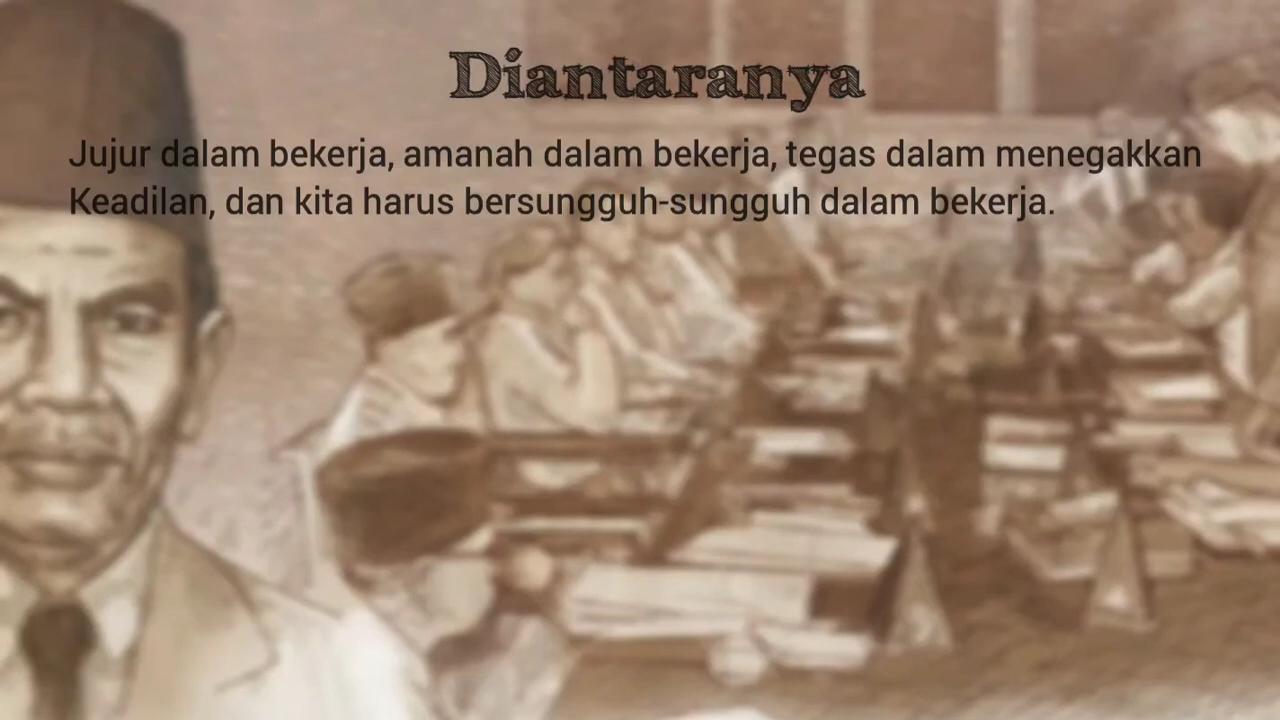 Diantaranya
Jujur dalam bekerja, amanah dalam bekerja, tegas dalam menegakkan
Keadilan, dan kita harus bersungguh-sungguh dalam bekerja.